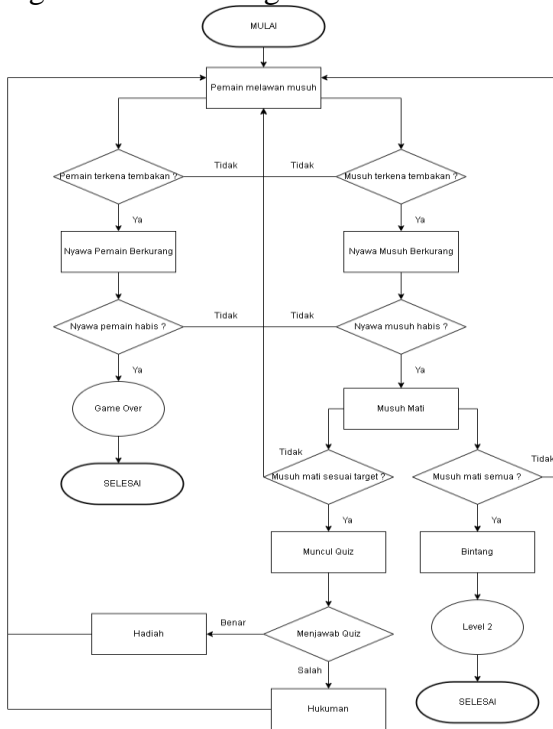 MULAI
Pemain melawan musuh
Pemain terkena tembakan ?
Tidak
Tidak
Musuh terkena tembakan ?
Ya
Ya
Nyawa Pemain Berkurang
Nyawa Musuh Berkurang
Nyawa pemain habis ?
Tidak
Tidak
Nyawa musuh habis ?
Ya
Ya
Game Over
Musuh Mati
Tidak
Tidak
SELESAI
Musuh mati sesuai target ?
Musuh mati semua ?
Ya
Ya
Muncul Quiz
Bintang
Hadiah
Benar
Menjawab Quiz
Level 2
Salah
Hukuman
SELESAI